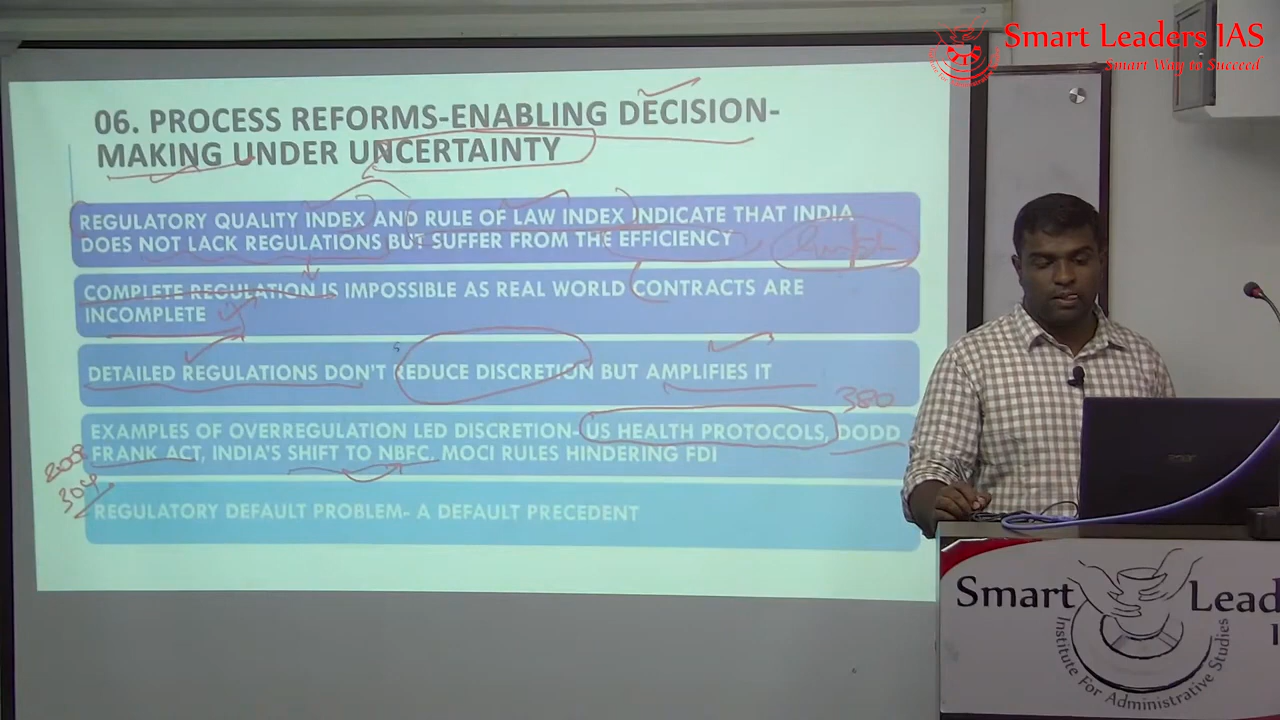 Smart Leaders IAS
Smart Way to Succeed
06. PROCESS REFORMS-ENABLING DECISION-
MAKING UNDER UNCERTAINTY
REGULATORY QUALITY INDEX AND RULE OF LAW INDEX INDICATE THAT INDIA
DOES NOT LACK REGULATIONS BUT SUFFER FROM THE EFFICIENCY
COMPLETE REGULATION IS IMPOSSIBLE AS REAL WORLD CONTRACTS ARE
INCOMPLETE
DETAILED REGULATIONS DON'T REDUCE DISCRETION BUT AMPLIFIES IT
380
EXAMPLES OF OVERREGULATION LED DISCRETION- US HEALTH PROTOCOLS, DODD
FRANK ACT, INDIA'S SHIFT TO NBFC, MOCI RULES HINDERING FDI
REGULATORY DEFAULT PROBLEM- A DEFAULT PRECEDENT
Smart Lead
Institute For Administrative Studies